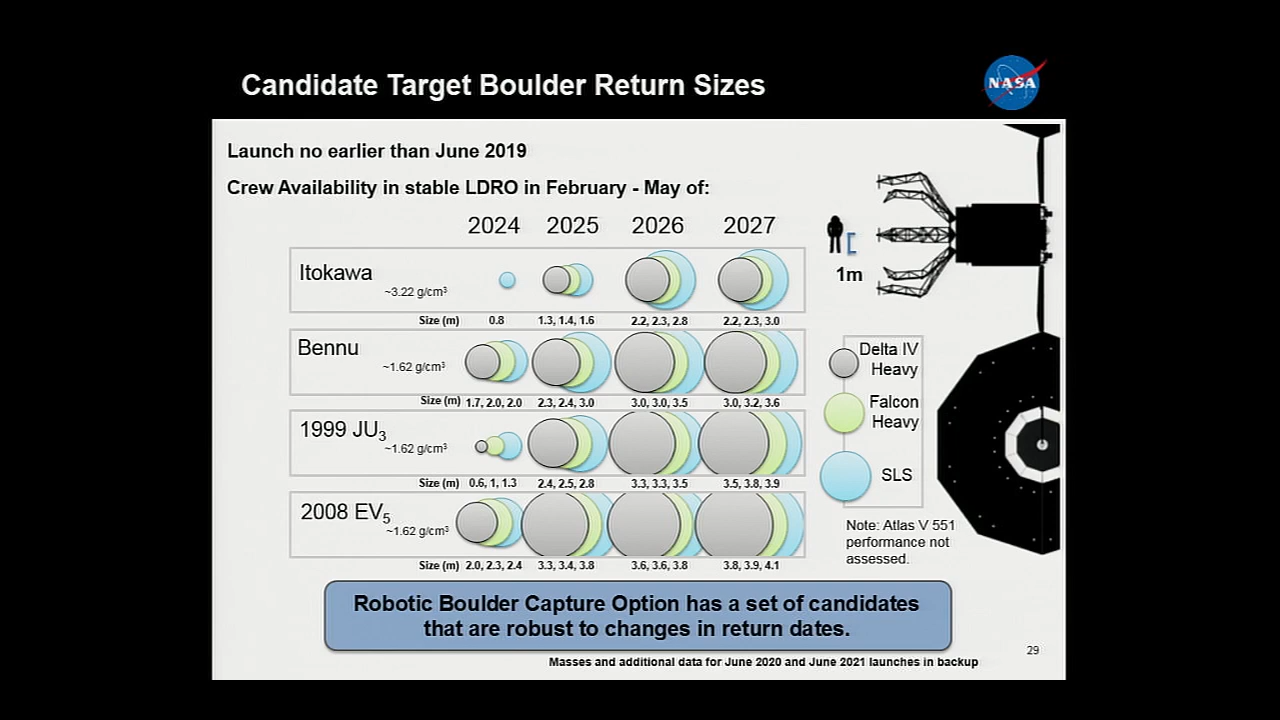 Candidate Target Boulder Return Sizes
NASA
Launch no earlier than June 2019
Crew Availability in stable LDRO in February - May of:
2024 2025 2026 2027
1m
Itokawa
~3.22 g/cm³
Size (m) 0.8 1.3, 1.4, 1.6 2.2, 2.3, 2.8 2.2, 2.3, 3.0
Bennu
~1.62 g/cm³
Size (m) 1.7, 2.0, 2.0 2.3, 2.4, 3.0 3.0, 3.0, 3.5 3.0, 3.2, 3.6
1999 JU₃
~1.62 g/cm³
Size (m) 0.6, 1, 1.3 2.4, 2.5, 2.8 3.3, 3.3, 3.5 3.5, 3.8, 3.9
2008 EV₅
~1.62 g/cm³
Size (m) 2.0, 2.3, 2.4 3.3, 3.4, 3.8 3.6, 3.6, 3.8 3.8, 3.9, 4.1
Delta IV
Heavy
Falcon
Heavy
SLS
Note: Atlas V 551
performance not
assessed.
Robotic Boulder Capture Option has a set of candidates
that are robust to changes in return dates.
29
Masses and additional data for June 2020 and June 2021 launches in backup